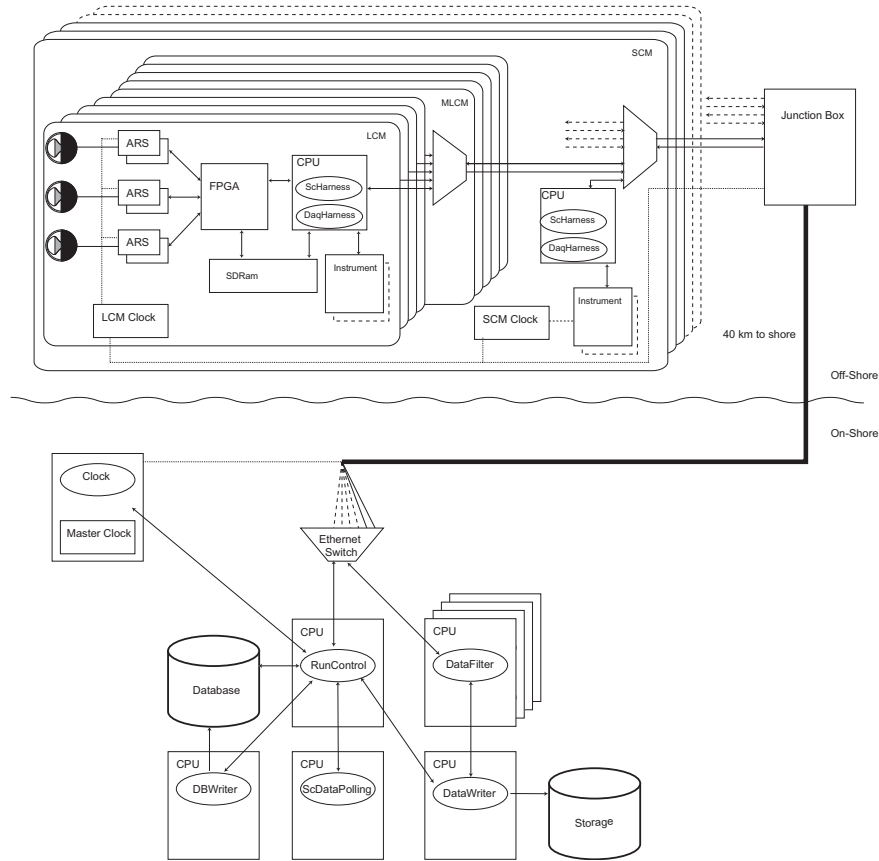 SCM
MLCM
LCM
Junction Box
ARS
CPU
FPGA
ScHarness
ARS
DaqHarness
CPU
ScHarness
ARS
DaqHarness
SDRam
Instrument
Instrument
LCM Clock
SCM Clock
40 km to shore
Off-Shore
On-Shore
Clock
Master Clock
Ethernet
Switch
CPU
CPU
RunControl
DataFilter
Database
CPU
CPU
CPU
DBWriter
ScDataPolling
DataWriter
Storage